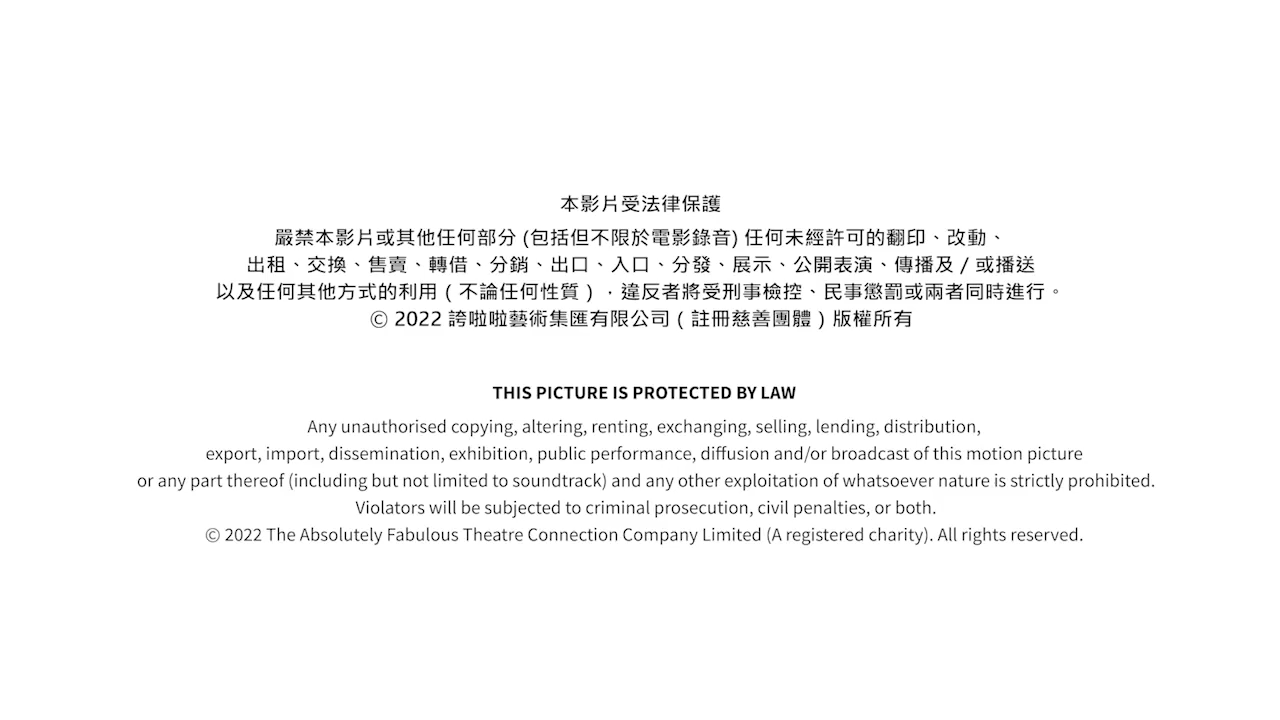 本影片受法律保護
嚴禁本影片或其他任何部分 (包括但不限於電影錄音) 任何未經許可的翻印、改動、
出租、交換、售賣、轉借、分銷、出口、入口、分發、展示、公開表演、傳播及 / 或播送
以及任何其他方式的利用 ( 不論任何性質 ) ，違反者將受刑事檢控、民事懲罰或兩者同時進行。
© 2022 誇啦啦藝術集匯有限公司 ( 註冊慈善團體 ) 版權所有
THIS PICTURE IS PROTECTED BY LAW
Any unauthorised copying, altering, renting, exchanging, selling, lending, distribution,
export, import, dissemination, exhibition, public performance, diffusion and/or broadcast of this motion picture
or any part thereof (including but not limited to soundtrack) and any other exploitation of whatsoever nature is strictly prohibited.
Violators will be subjected to criminal prosecution, civil penalties, or both.
© 2022 The Absolutely Fabulous Theatre Connection Company Limited (A registered charity). All rights reserved.